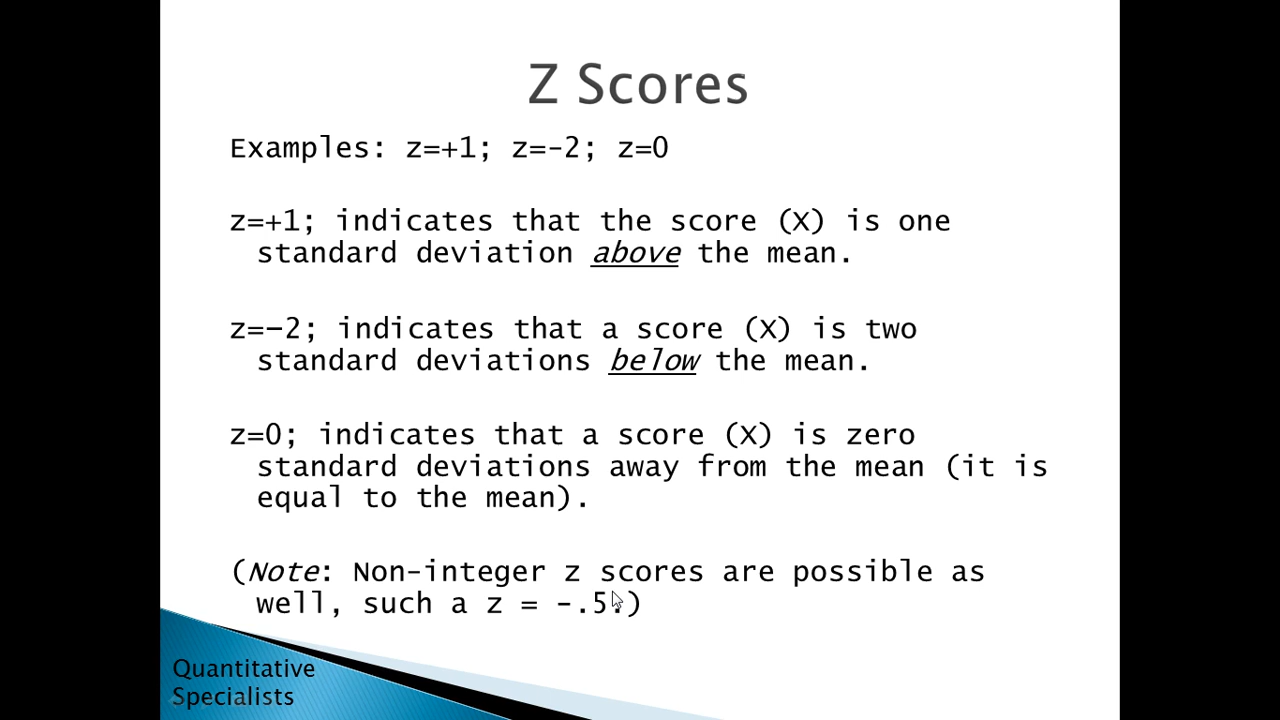 Z Scores
Examples: z=+1; z=-2; z=0
z=+1; indicates that the score (X) is one
standard deviation above the mean.
z=−2; indicates that a score (X) is two
standard deviations below the mean.
z=0; indicates that a score (X) is zero
standard deviations away from the mean (it is
equal to the mean).
(Note: Non-integer z scores are possible as
well, such a z = -.5.)
Quantitative
Specialists